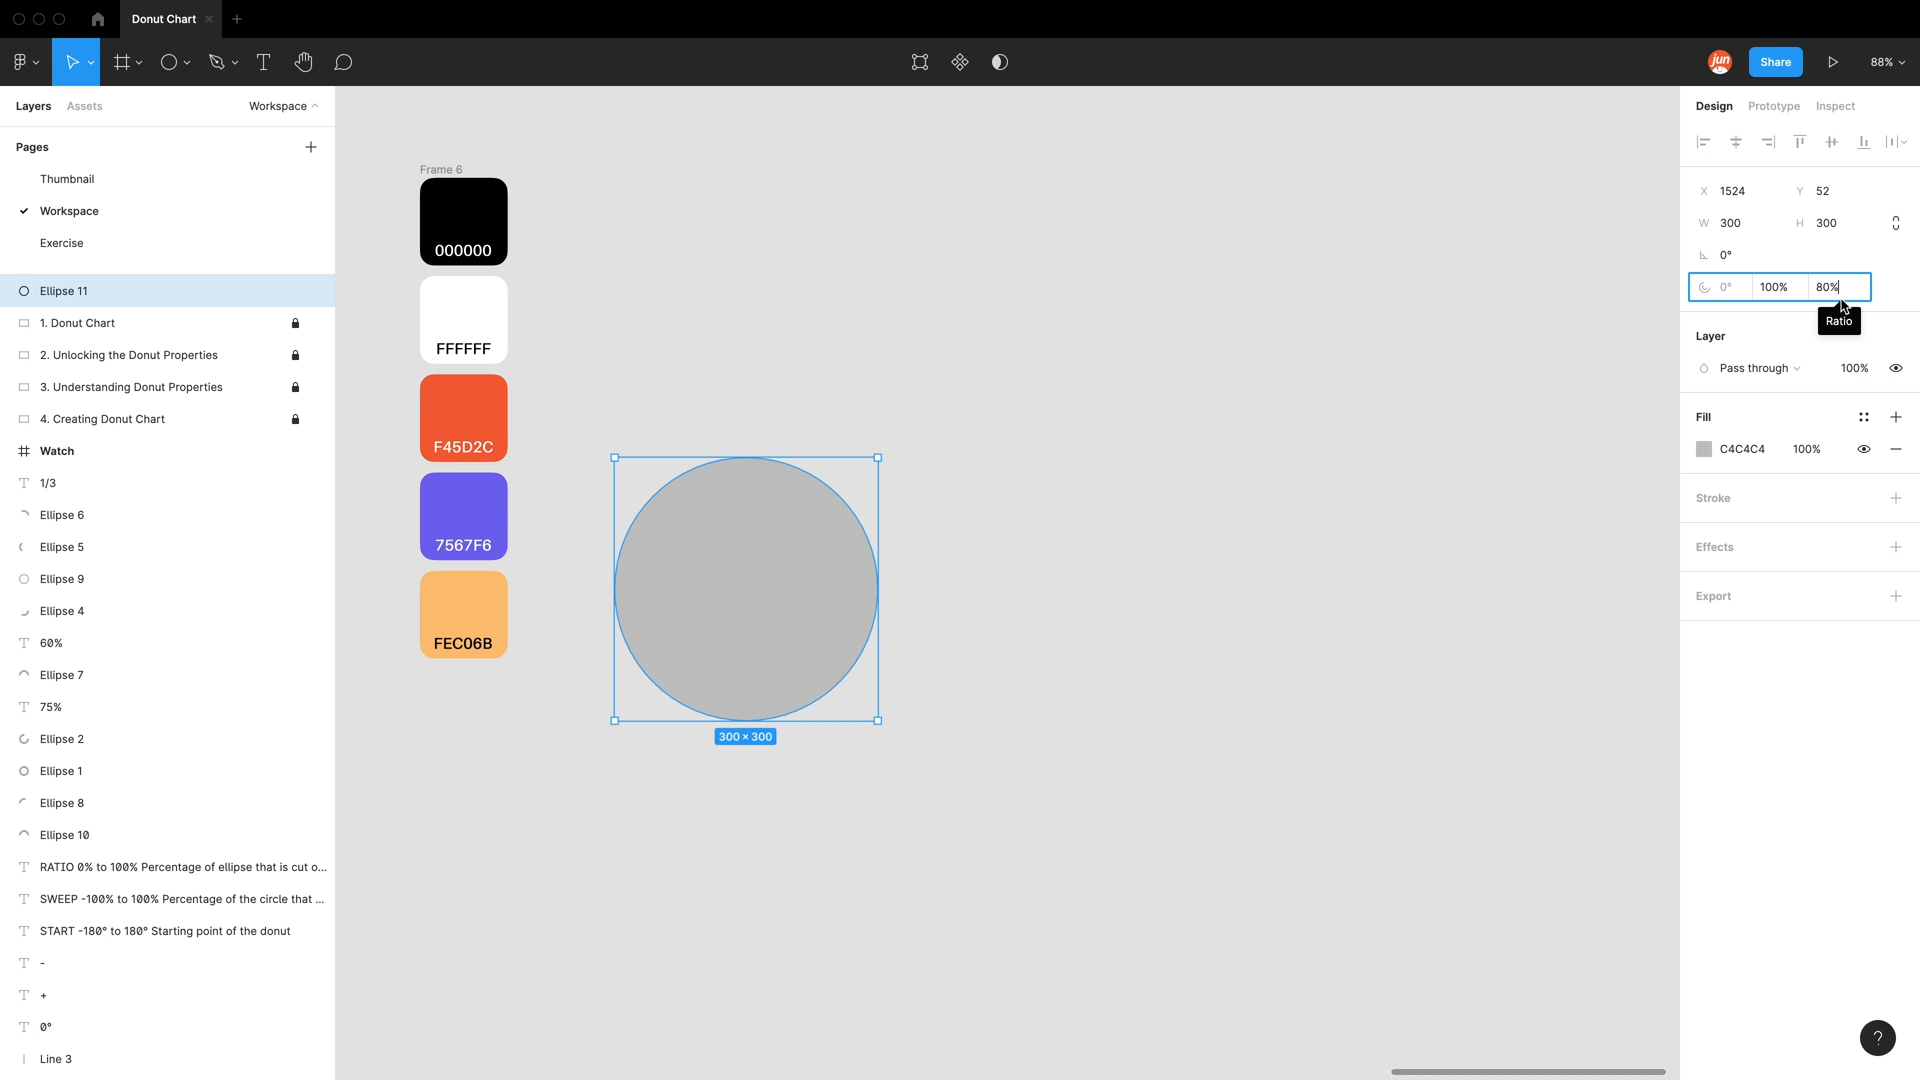 Donut Chart
jun
Share
88%
Layers
Assets
Workspace
Pages
Thumbnail
Workspace
Exercise
Ellipse 11
1. Donut Chart
2. Unlocking the Donut Properties
3. Understanding Donut Properties
4. Creating Donut Chart
Watch
1/3
Ellipse 6
Ellipse 5
Ellipse 9
Ellipse 4
60%
Ellipse 7
75%
Ellipse 2
Ellipse 1
Ellipse 8
Ellipse 10
RATIO 0% to 100% Percentage of ellipse that is cut o...
SWEEP -100% to 100% Percentage of the circle that ...
START -180° to 180° Starting point of the donut
-
+
0°
Line 3
Frame 6
000000
FFFFFF
F45D2C
7567F6
FEC06B
300 × 300
Design
Prototype
Inspect
X 1524 Y 52
W 300 H 300
0°
0° 100% 80%
Ratio
Layer
Pass through 100%
Fill
C4C4C4 100%
Stroke
Effects
Export
?